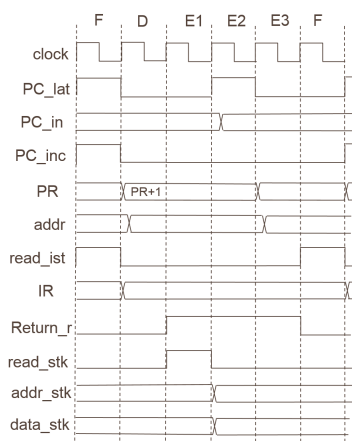 F D E1 E2 E3 F
clock
PC_lat
PC_in
PC_inc
PR PR+1
addr
read_ist
IR
Return_r
read_stk
addr_stk
data_stk